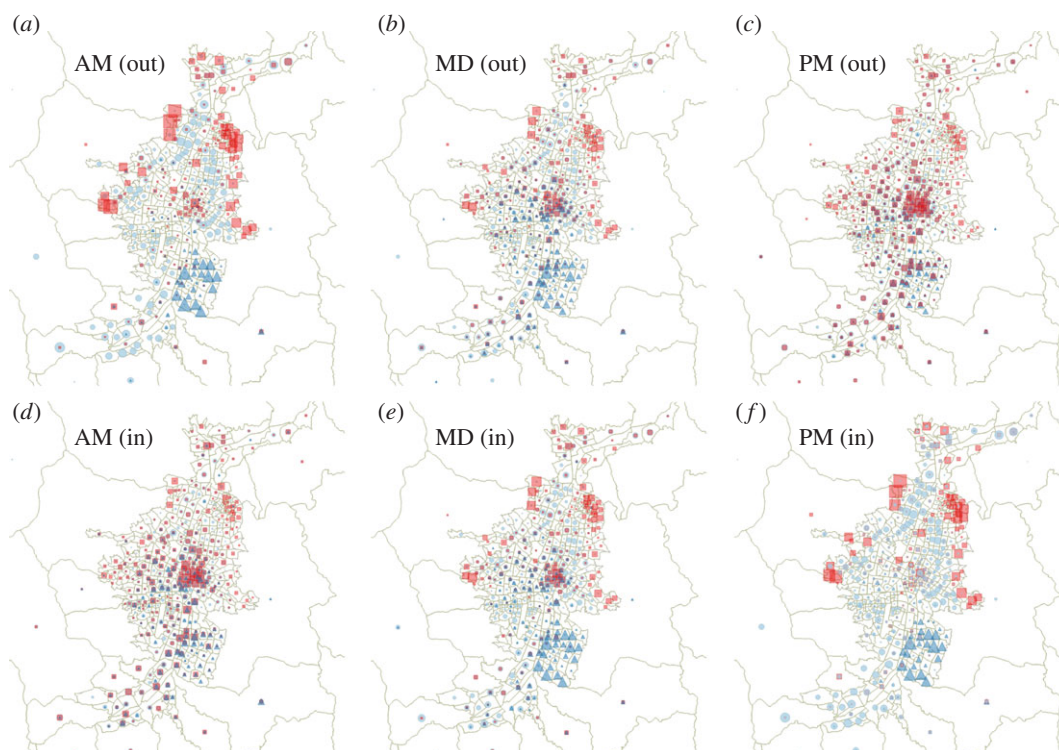 (a)
AM (out)
(b)
MD (out)
(c)
PM (out)
(d)
AM (in)
(e)
MD (in)
(f)
PM (in)